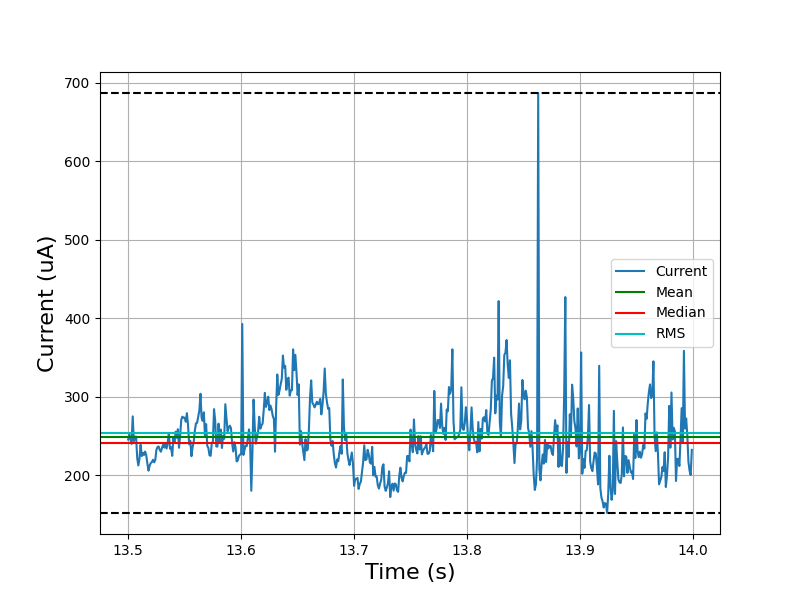 700
600
500
400
300
200
Current (uA)
Current
Mean
Median
RMS
13.5 13.6 13.7 13.8 13.9 14.0
Time (s)